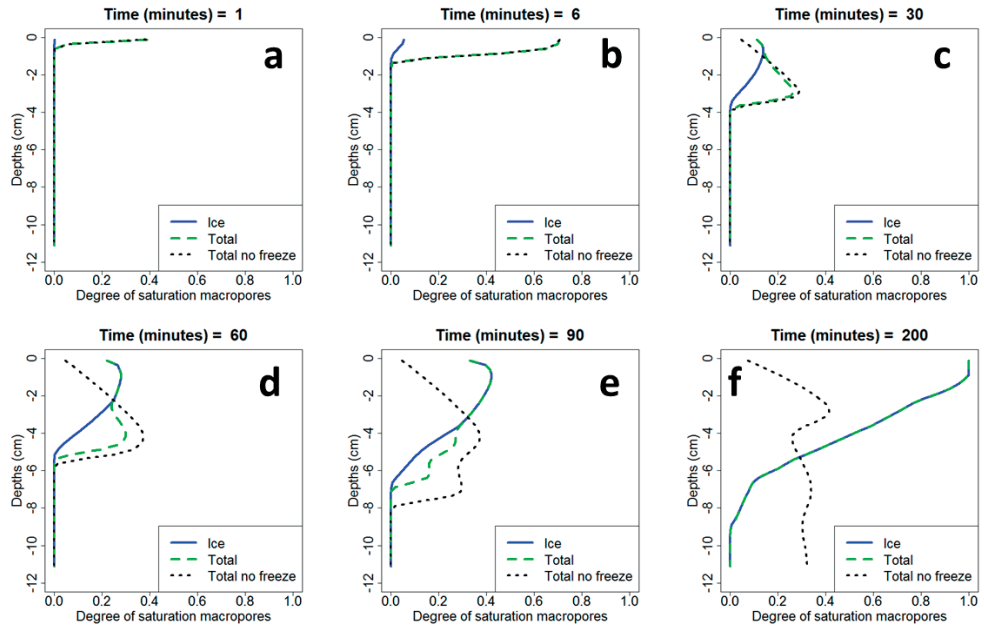 Time (minutes) = 1
a
0
-2
-4
-6
-8
-10
-12
Depths (cm)
Ice
Total
Total no freeze
0.0 0.2 0.4 0.6 0.8 1.0
Degree of saturation macropores
Time (minutes) = 6
b
0
-2
-4
-6
-8
-10
-12
Depths (cm)
Ice
Total
Total no freeze
0.0 0.2 0.4 0.6 0.8 1.0
Degree of saturation macropores
Time (minutes) = 30
c
0
-2
-4
-6
-8
-10
-12
Depths (cm)
Ice
Total
Total no freeze
0.0 0.2 0.4 0.6 0.8 1.0
Degree of saturation macropores
Time (minutes) = 60
d
0
-2
-4
-6
-8
-10
-12
Depths (cm)
Ice
Total
Total no freeze
0.0 0.2 0.4 0.6 0.8 1.0
Degree of saturation macropores
Time (minutes) = 90
e
0
-2
-4
-6
-8
-10
-12
Depths (cm)
Ice
Total
Total no freeze
0.0 0.2 0.4 0.6 0.8 1.0
Degree of saturation macropores
Time (minutes) = 200
f
0
-2
-4
-6
-8
-10
-12
Depths (cm)
Ice
Total
Total no freeze
0.0 0.2 0.4 0.6 0.8 1.0
Degree of saturation macropores